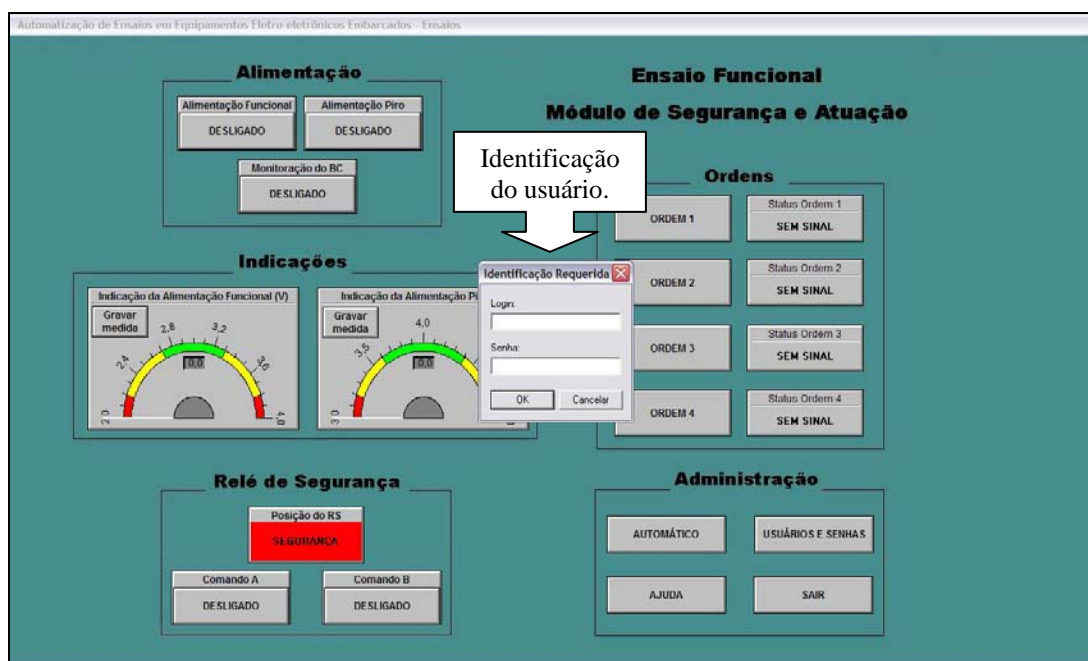 Automatização de Ensaios em Equipamentos Eletro-eletrônicos Embarcados - Ensaios
Alimentação
Alimentação Funcional
DESLIGADO
Alimentação Piro
DESLIGADO
Monitoração do BC
DESLIGADO
Ensaio Funcional
Módulo de Segurança e Atuação
Identificação
do usuário.
Ordens
ORDEM 1
Status Ordem 1
SEM SINAL
ORDEM 2
Status Ordem 2
SEM SINAL
ORDEM 3
Status Ordem 3
SEM SINAL
ORDEM 4
Status Ordem 4
SEM SINAL
Indicações
Indicação da Alimentação Funcional (V)
Gravar
medida
2,0
2,4
2,8
3,2
3,6
4,0
0,0
Indicação da Alimentação Pi
Gravar
medida
3,0
3,5
4,0
0,0
Identificação Requerida
Login:
Senha:
OK
Cancelar
Relé de Segurança
Posição do RS
SEGURANÇA
Comando A
DESLIGADO
Comando B
DESLIGADO
Administração
AUTOMÁTICO
USUÁRIOS E SENHAS
AJUDA
SAIR